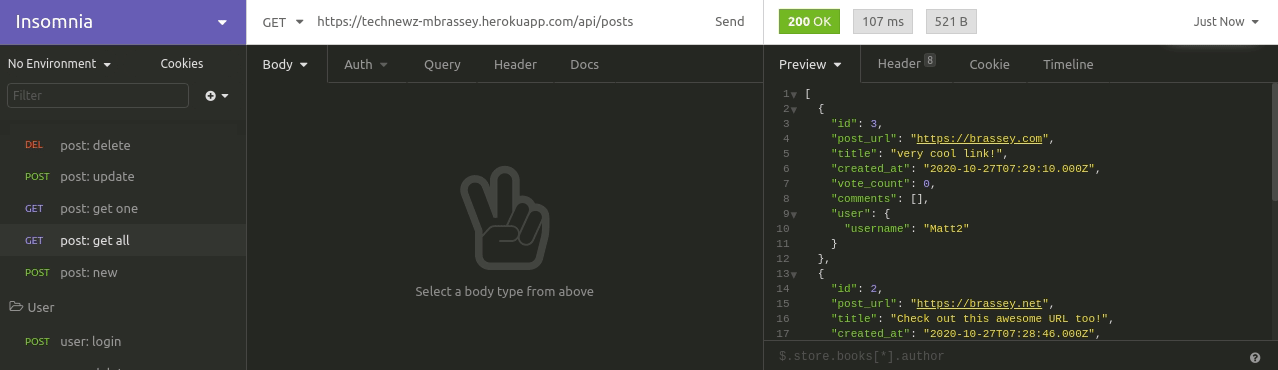 Insomnia
GET https://technewz-mbrassey.herokuapp.com/api/posts Send
200 OK 107 ms 521 B Just Now
No Environment Cookies
Filter
DEL post: delete
POST post: update
GET post: get one
GET post: get all
POST post: new
User
POST user: login
Body Auth Query Header Docs
Select a body type from above
Preview Header 8 Cookie Timeline
1 [
2 {
3 "id": 3,
4 "post_url": "https://brassey.com",
5 "title": "very cool link!",
6 "created_at": "2020-10-27T07:29:10.000Z",
7 "vote_count": 0,
8 "comments": [],
9 "user": {
10 "username": "Matt2"
11 }
12 },
13 {
14 "id": 2,
15 "post_url": "https://brassey.net",
16 "title": "Check out this awesome URL too!",
17 "created_at": "2020-10-27T07:28:46.000Z",
$.store.books[*].author